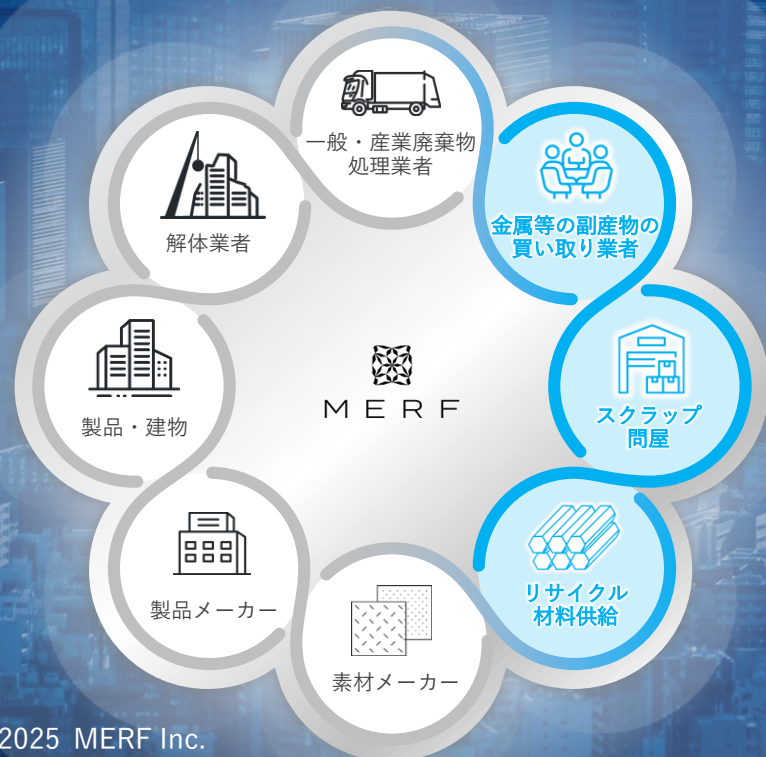 一般・産業廃棄物
処理業者
金属等の副産物の
買い取り業者
スクラップ
問屋
リサイクル
材料供給
素材メーカー
製品メーカー
製品・建物
解体業者
MERF
2025 MERF Inc.